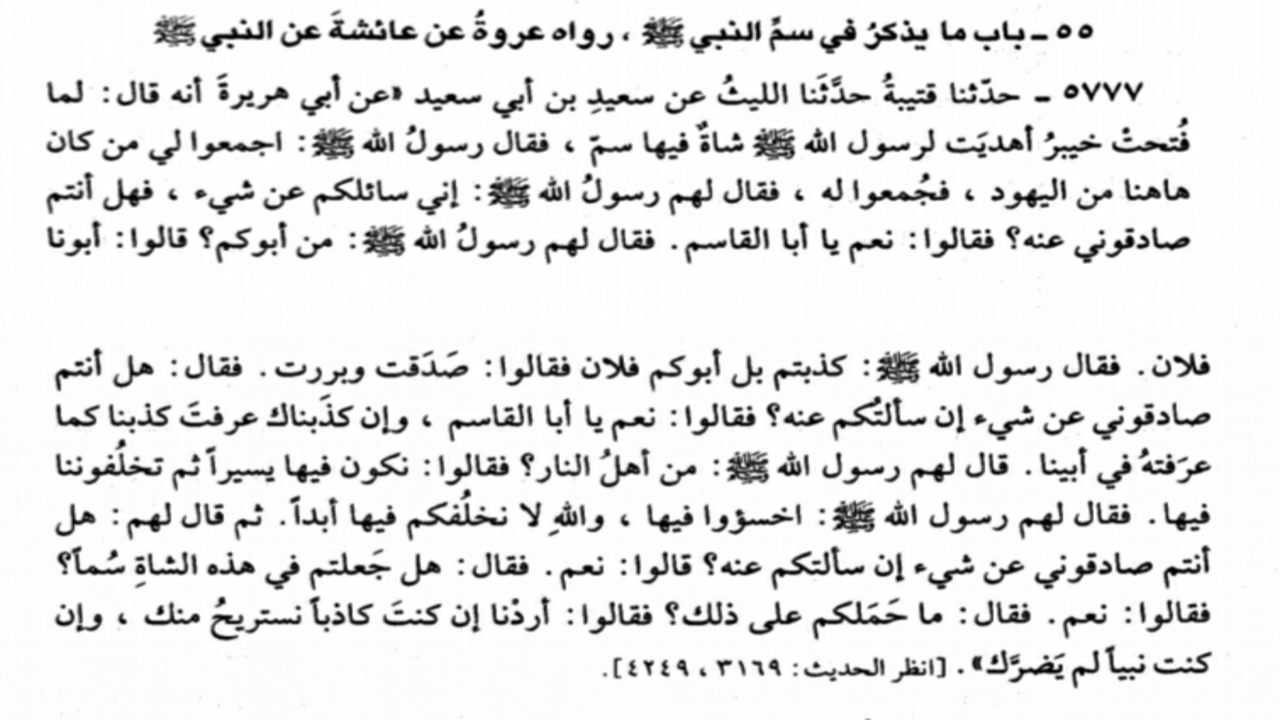 ٥٥ ـ باب ما يذكرُ في سمِّ النبي ﷺ ، رواه عروةُ عن عائشةَ عن النبي ﷺ
٥٧٧٧ ـ حدّثنا قتيبةُ حدَّثَنا الليثُ عن سعيدِ بن أبي سعيد «عن أبي هريرةَ أنه قال: لما
فُتحتْ خيبرُ أهديَت لرسول الله ﷺ شاةٌ فيها سمّ ، فقال رسولُ الله ﷺ: اجمعوا لي من كان
هاهنا من اليهود ، فجُمعوا له ، فقال لهم رسولُ الله ﷺ: إني سائلكم عن شيء ، فهل أنتم
صادقوني عنه؟ فقالوا: نعم يا أبا القاسم. فقال لهم رسولُ الله ﷺ: من أبوكم؟ قالوا: أبونا
فلان. فقال رسول الله ﷺ: كذبتم بل أبوكم فلان فقالوا: صَدَقت وبررت. فقال: هل أنتم
صادقوني عن شيء إن سألتُكم عنه؟ فقالوا: نعم يا أبا القاسم ، وإن كذَبناك عرفتَ كذبنا كما
عرَفتهُ في أبينا. قال لهم رسول الله ﷺ: من أهلُ النار؟ فقالوا: نكون فيها يسيراً ثم تخلُفوننا
فيها. فقال لهم رسول الله ﷺ: اخسؤوا فيها ، واللهِ لا نخلُفكم فيها أبداً. ثم قال لهم: هل
أنتم صادقوني عن شيء إن سألتكم عنه؟ قالوا: نعم. فقال: هل جَعلتم في هذه الشاةِ سُماً؟
فقالوا: نعم. فقال: ما حَمَلكم على ذلك؟ فقالوا: أردْنا إن كنتَ كاذباً نستريحُ منك ، وإن
كنت نبياً لم يَضرَّك». [انظر الحديث: ٣١٦٩ ، ٤٢٤٩].